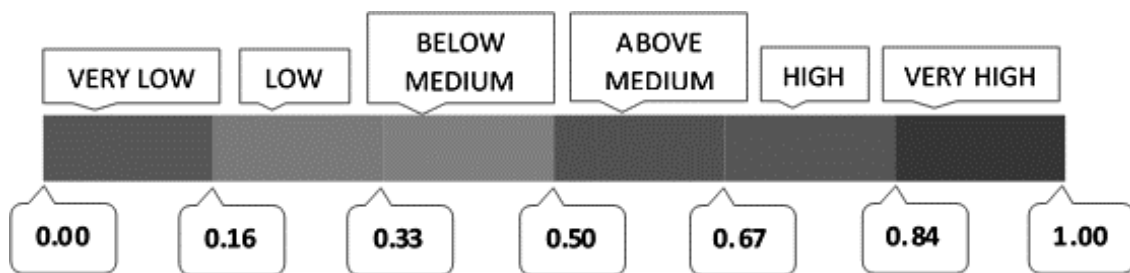 VERY LOW
LOW
BELOW
MEDIUM
ABOVE
MEDIUM
HIGH
VERY HIGH
0.00
0.16
0.33
0.50
0.67
0.84
1.00